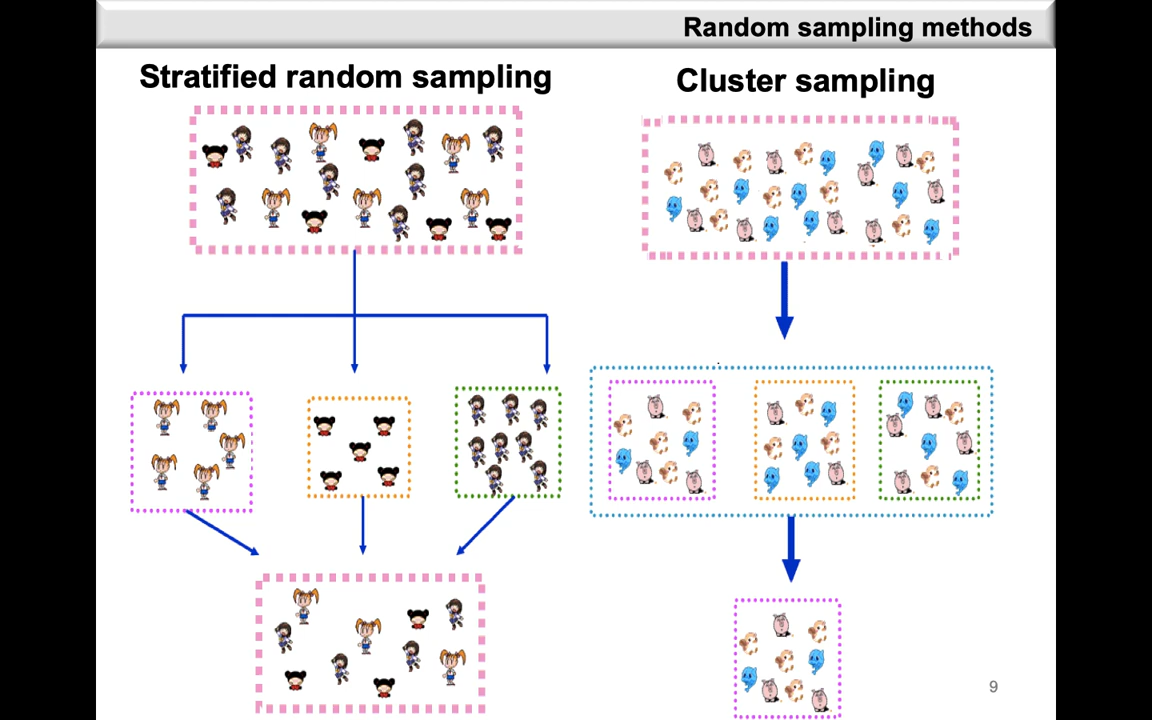 Random sampling methods
Stratified random sampling
Cluster sampling
9